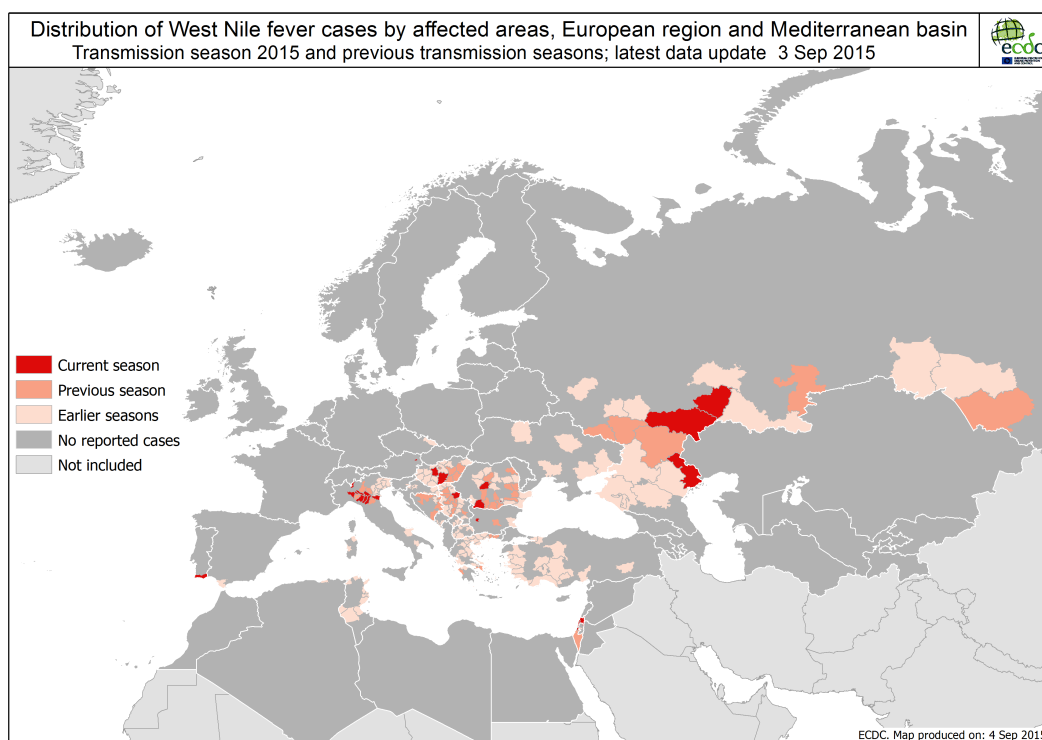 Distribution of West Nile fever cases by affected areas, European region and Mediterranean basin
Transmission season 2015 and previous transmission seasons; latest data update 3 Sep 2015
ecdc
Current season
Previous season
Earlier seasons
No reported cases
Not included
ECDC. Map produced on: 4 Sep 2015